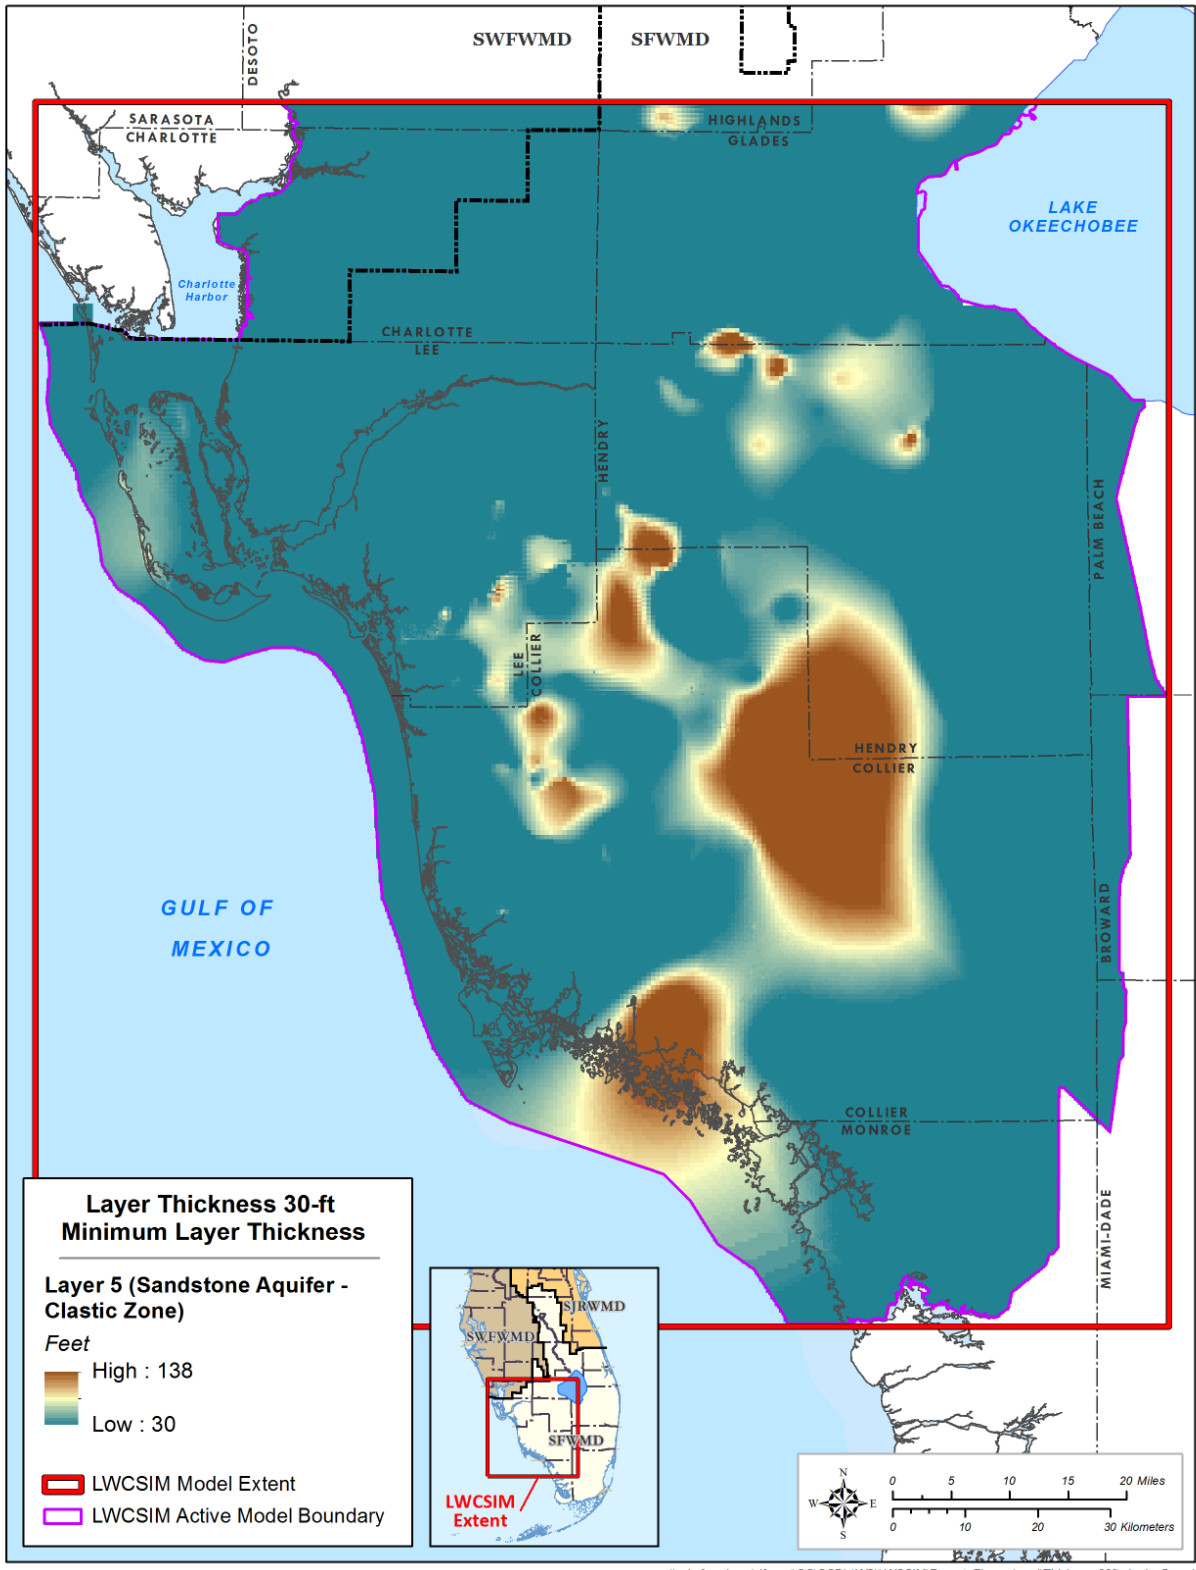 SWFWMD
SFWMD
DESOTO
SARASOTA
CHARLOTTE
HIGHLANDS
GLADES
LAKE
OKEECHOBEE
Charlotte
Harbor
CHARLOTTE
LEE
HENDRY
PALM BEACH
LEE
COLLIER
HENDRY
COLLIER
GULF OF
MEXICO
BROWARD
COLLIER
MONROE
MIAMI-DADE
Layer Thickness 30-ft
Minimum Layer Thickness
Layer 5 (Sandstone Aquifer -
Clastic Zone)
Feet
High : 138
Low : 30
LWCSIM Model Extent
LWCSIM Active Model Boundary
SJRWMD
SWFWMD
SFWMD
LWCSIM
Extent
N
W E
S
0 5 10 15 20 Miles
0 10 20 30 Kilometers